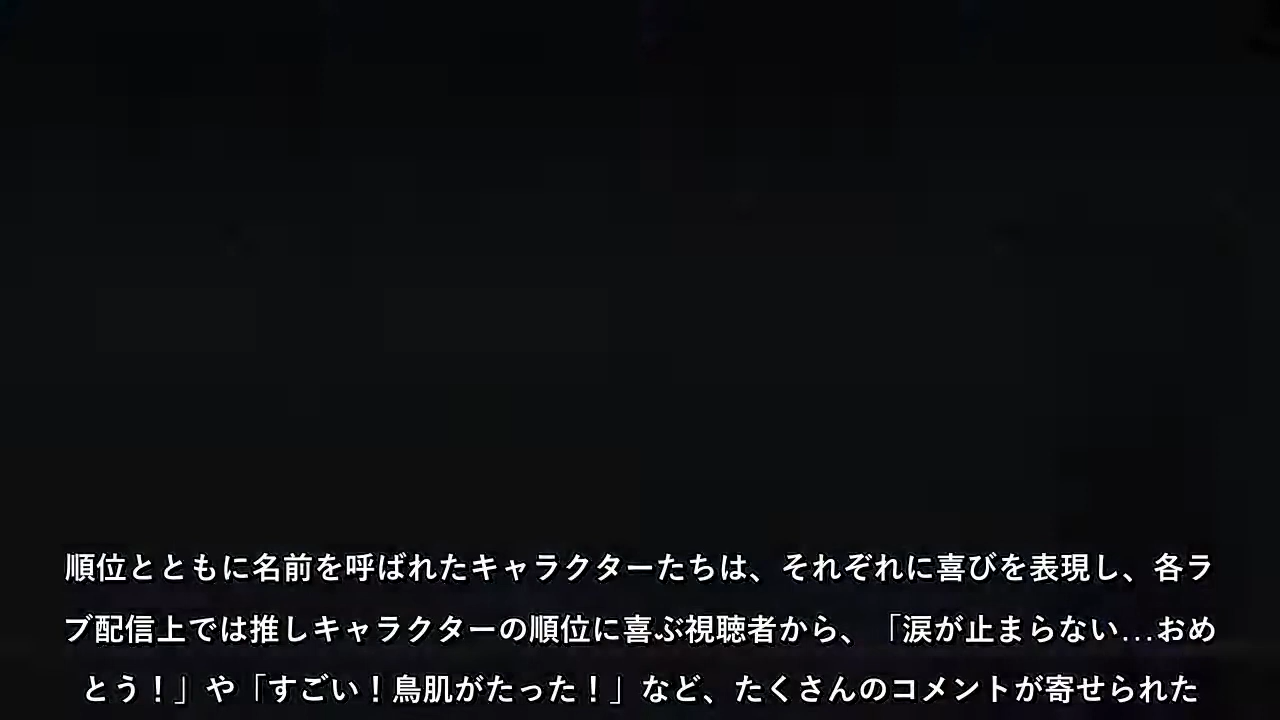 順位とともに名前を呼ばれたキャラクターたちは、それぞれに喜びを表現し、各ラ
ブ配信上では推しキャラクターの順位に喜ぶ視聴者から、「涙が止まらない…おめ
とう！」や「すごい！鳥肌がたった！」など、たくさんのコメントが寄せられた